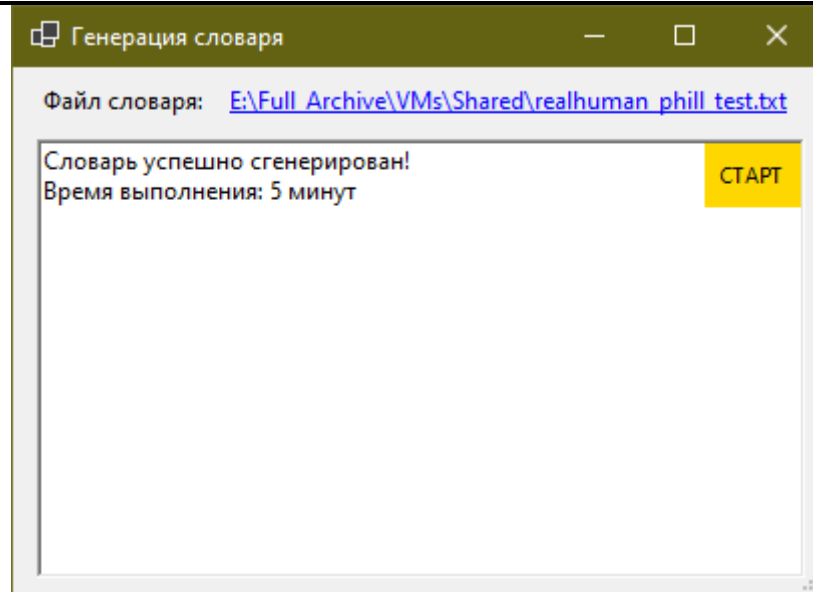 Генерация словаря
Файл словаря: E:\Full_Archive\VMs\Shared\realhuman_phill_test.txt
Словарь успешно сгенерирован!
СТАРТ
Время выполнения: 5 минут